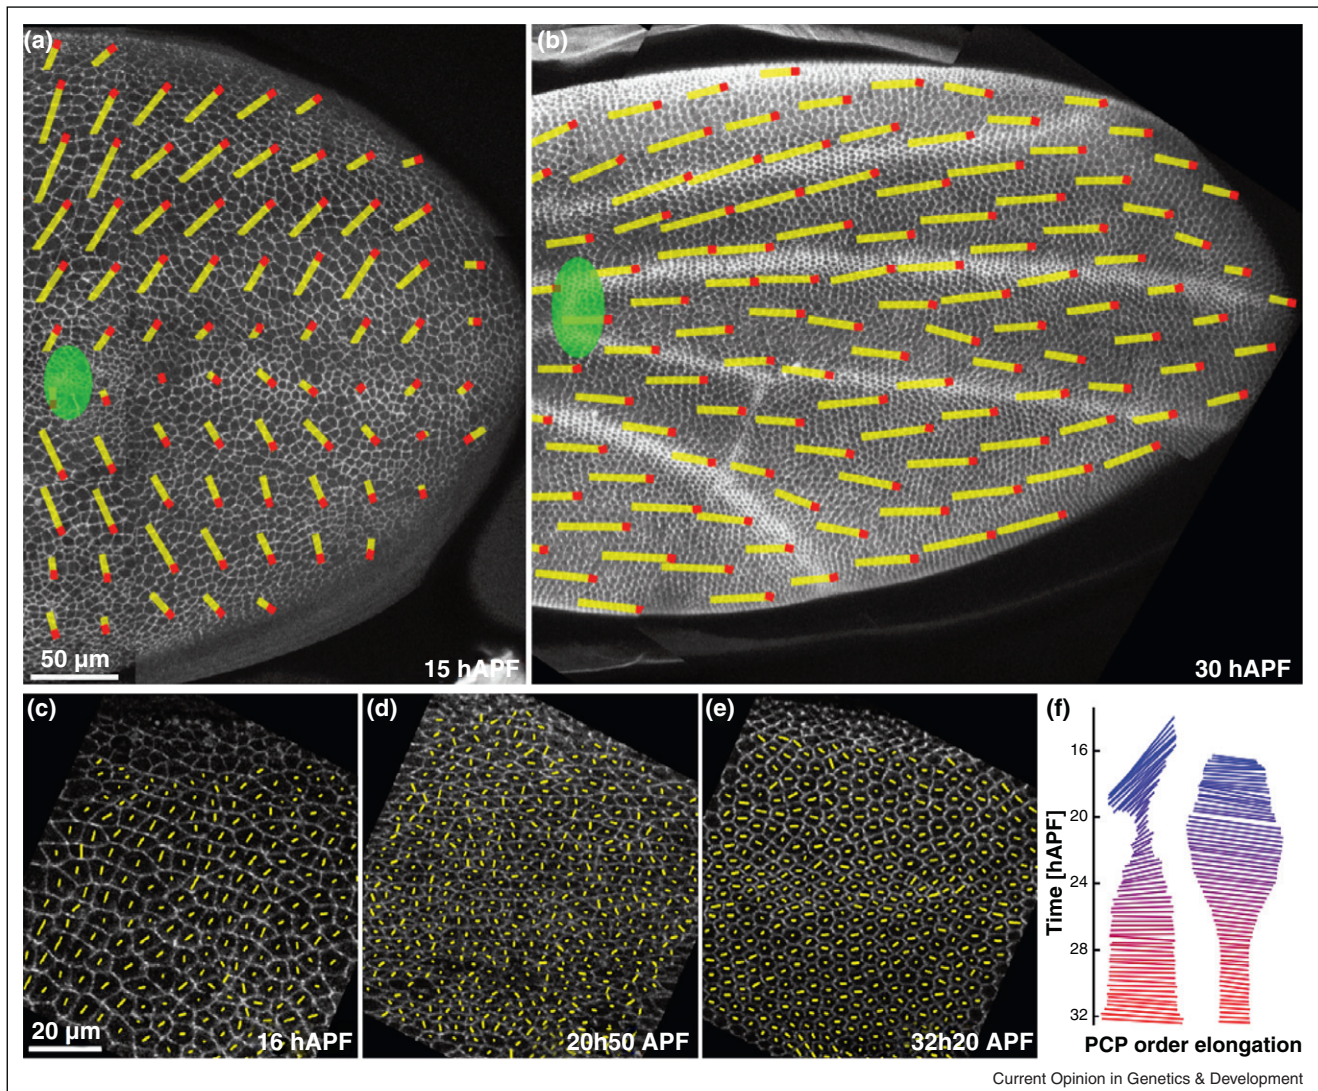 (a)
(b)
50 µm
15 hAPF
30 hAPF
(c)
(d)
(e)
(f)
20 µm
16 hAPF
20h50 APF
32h20 APF
Time [hAPF]
16
20
24
28
32
PCP order elongation
Current Opinion in Genetics & Development